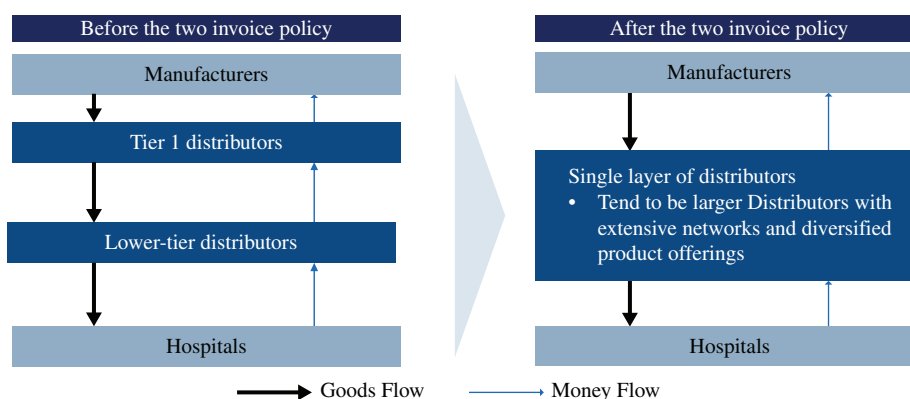 Before the two invoice policy
Manufacturers
Tier 1 distributors
Lower-tier distributors
Hospitals
After the two invoice policy
Manufacturers
Single layer of distributors
• Tend to be larger Distributors with
extensive networks and diversified
product offerings
Hospitals
Goods Flow
Money Flow